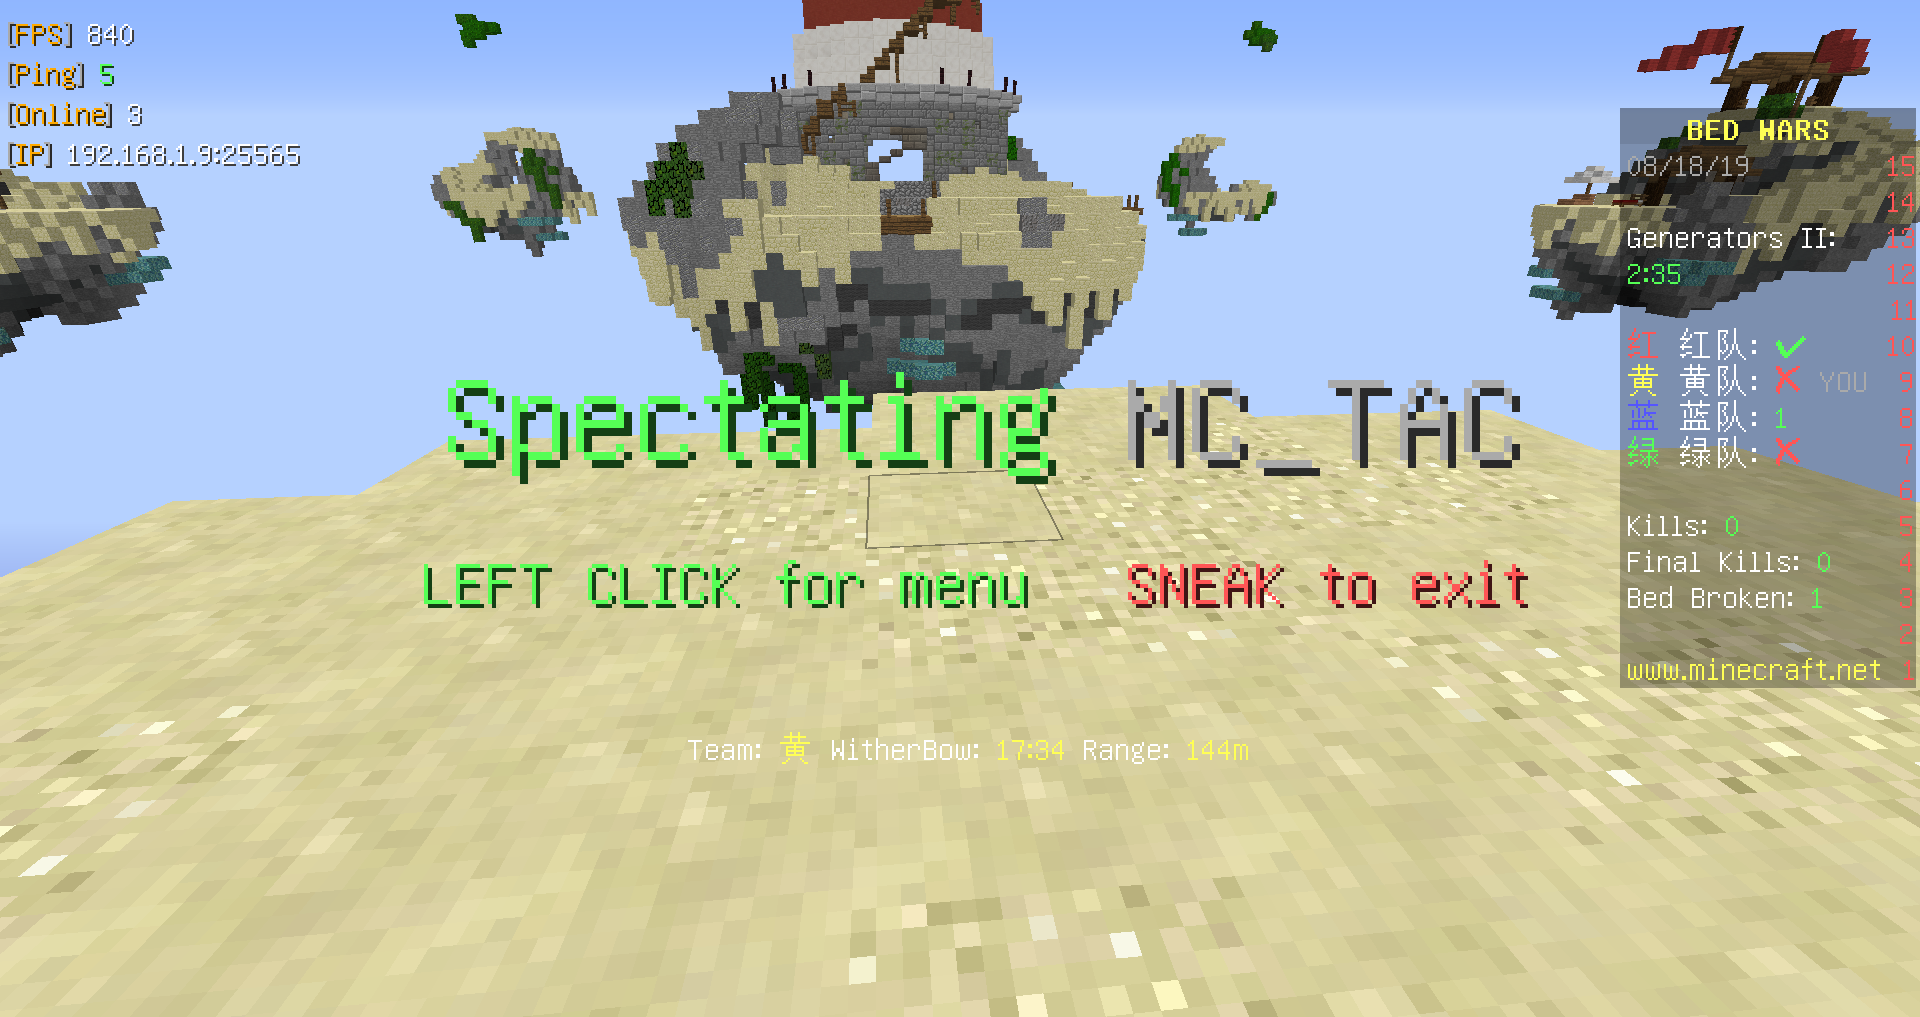 [FPS] 840
[Ping] 5
[Online] 3
[IP] 192.168.1.9:25565
BED WARS
08/18/19 15
14
Generators II: 13
2:35 12
11
红 红队: ✓ 10
黄 黄队: ✗ YOU 9
蓝 蓝队: 1 8
绿 绿队: ✗ 7
6
Kills: 0 5
Final Kills: 0 4
Bed Broken: 1 3
2
www.minecraft.net 1
Spectating MC_TAC
LEFT CLICK for menu SNEAK to exit
Team: 黄 WitherBow: 17:34 Range: 144m